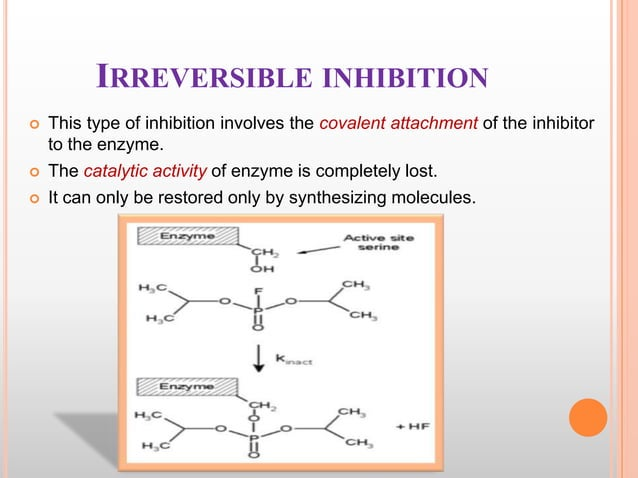 IRREVERSIBLE INHIBITION
This type of inhibition involves the covalent attachment of the inhibitor
to the enzyme.
The catalytic activity of enzyme is completely lost.
It can only be restored only by synthesizing molecules.
Enzyme
CH2
OH
Active site
serine
H3C
H3C
O
F
P
O
O
CH3
CH3
kinact
Enzyme
CH2
O
H3C
H3C
O
P
O
O
CH3
CH3
+ HF